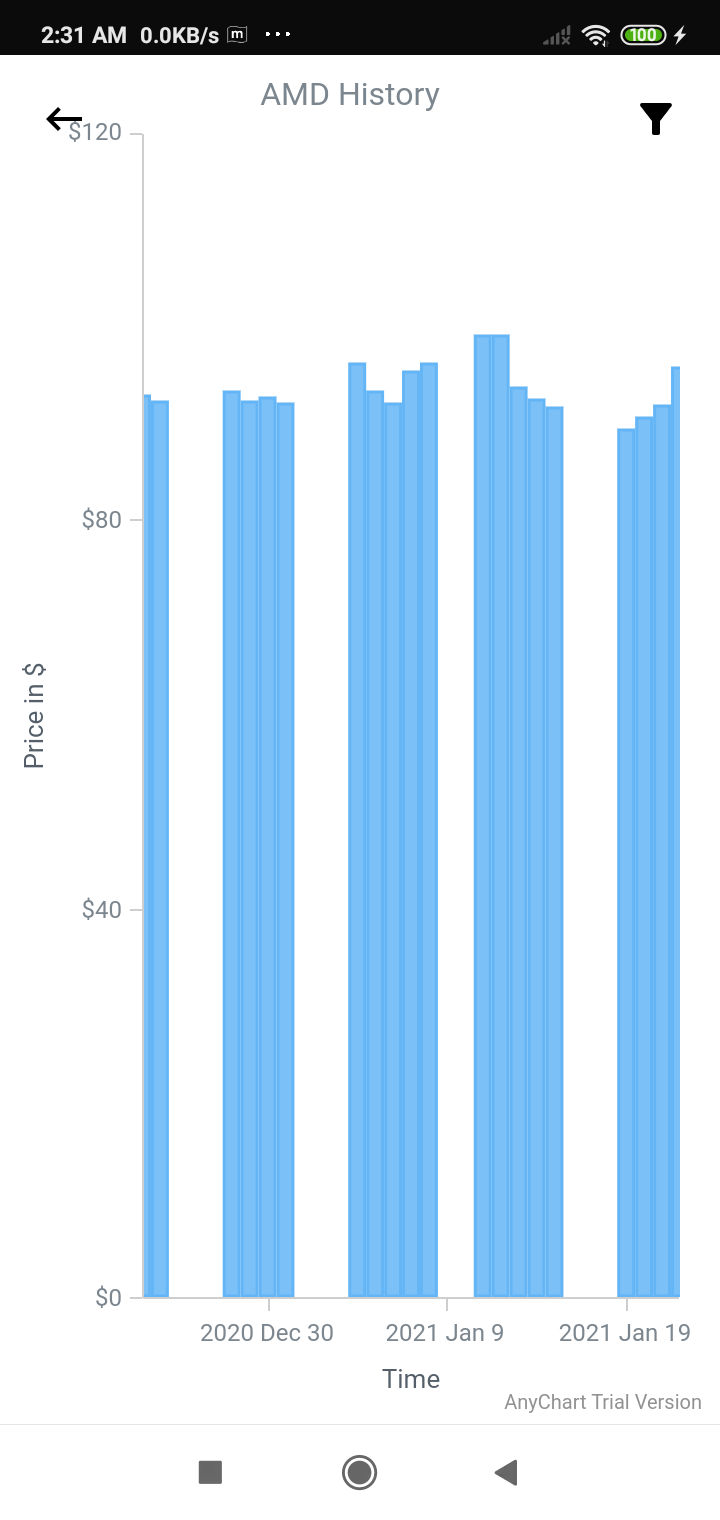 2:31 AM 0.0KB/s m ...
100
AMD History
$120
$80
$40
$0
Price in $
2020 Dec 30 2021 Jan 9 2021 Jan 19
Time
AnyChart Trial Version